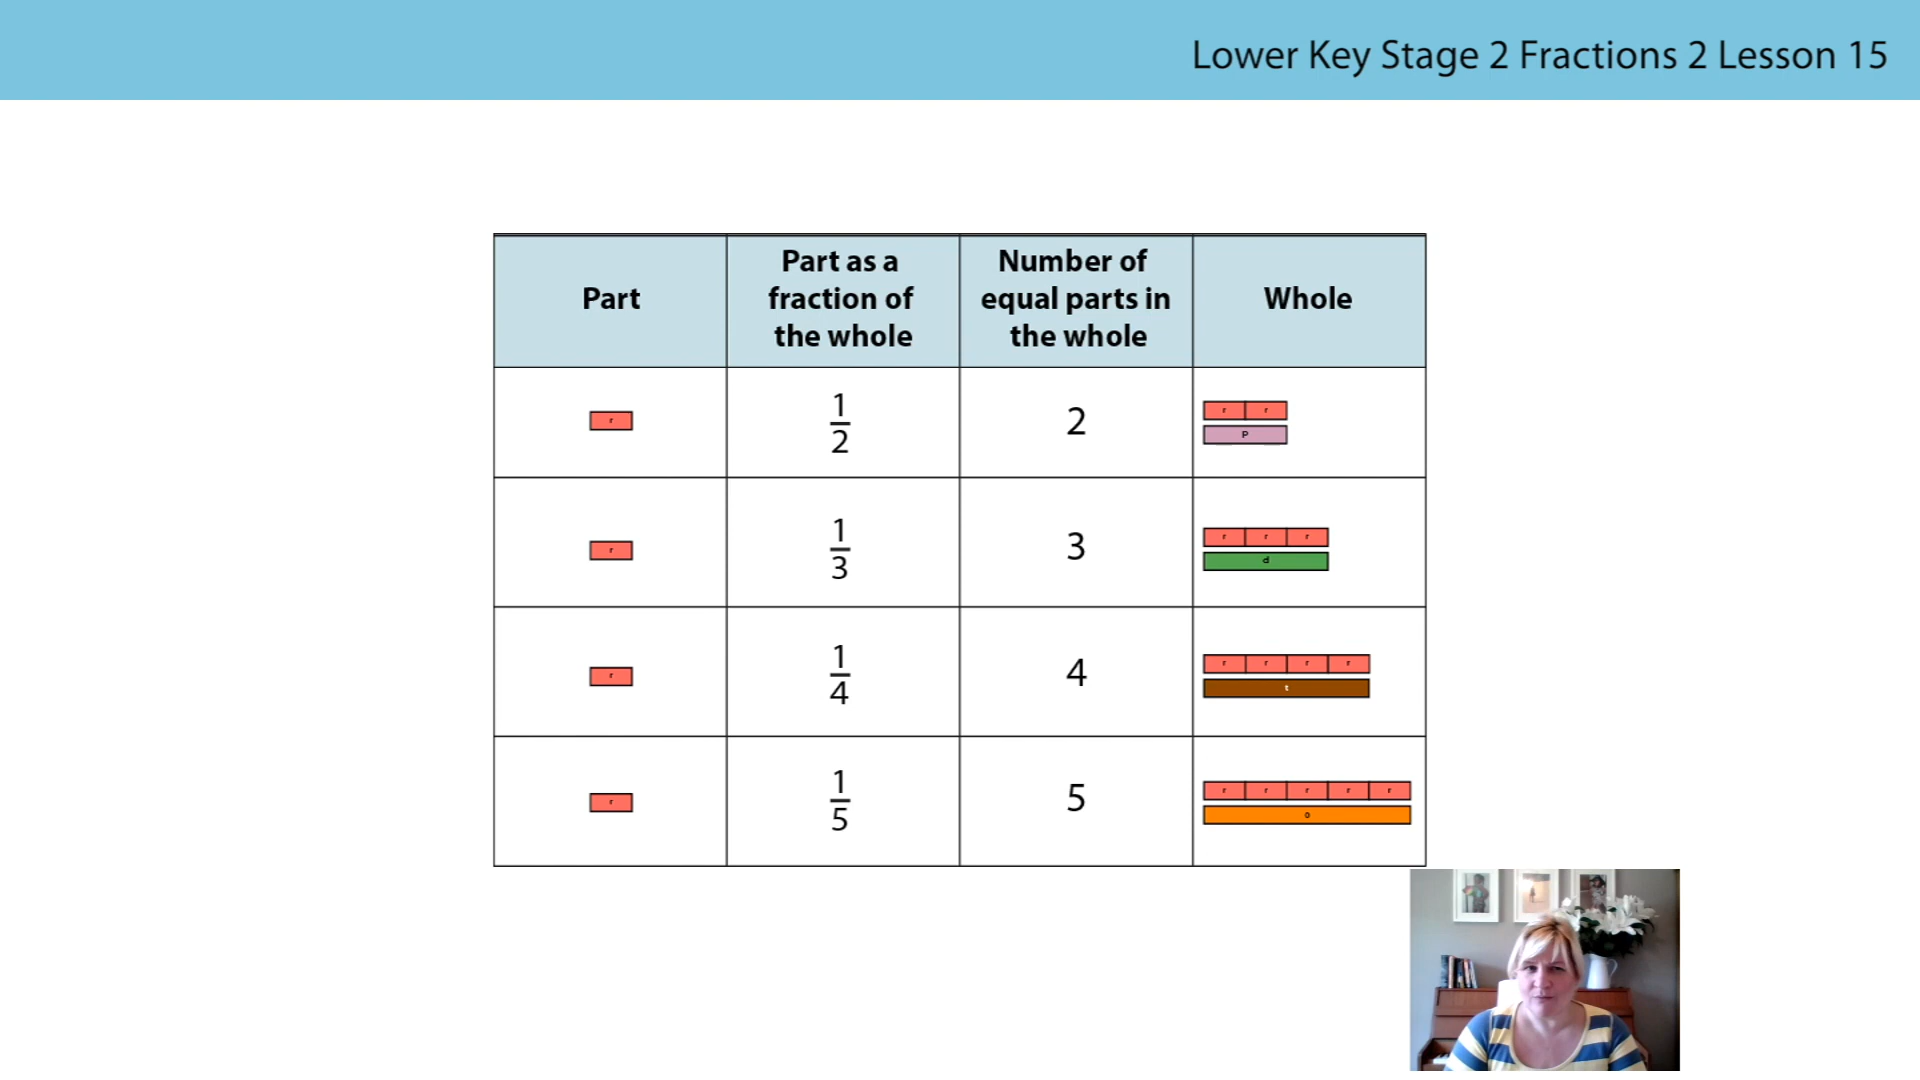 Lower Key Stage 2 Fractions 2 Lesson 15
Part
Part as a
fraction of
the whole
Number of
equal parts in
the whole
Whole
r
1
2
2
r r
p
r
1
3
3
r r r
d
r
1
4
4
r r r r
t
r
1
5
5
r r r r r
o